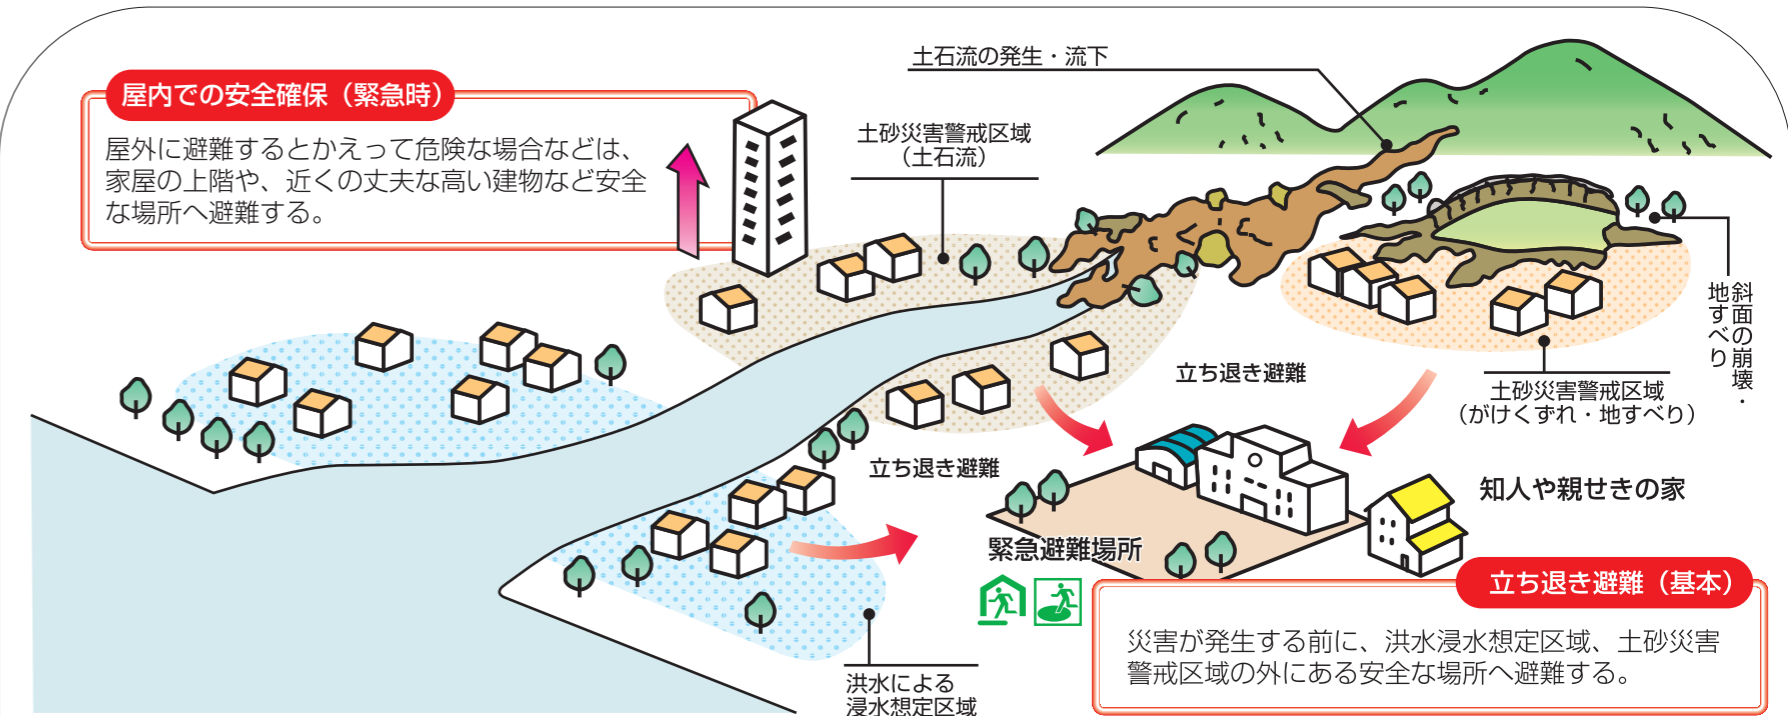 土石流の発生・流下
屋内での安全確保（緊急時）
屋外に避難するとかえって危険な場合などは、
家屋の上階や、近くの丈夫な高い建物など安全
な場所へ避難する。
土砂災害警戒区域
（土石流）
斜面の崩壊・
地すべり
立ち退き避難
土砂災害警戒区域
（がけくずれ・地すべり）
立ち退き避難
知人や親せきの家
緊急避難場所
立ち退き避難（基本）
災害が発生する前に、洪水浸水想定区域、土砂災害
警戒区域の外にある安全な場所へ避難する。
洪水による
浸水想定区域